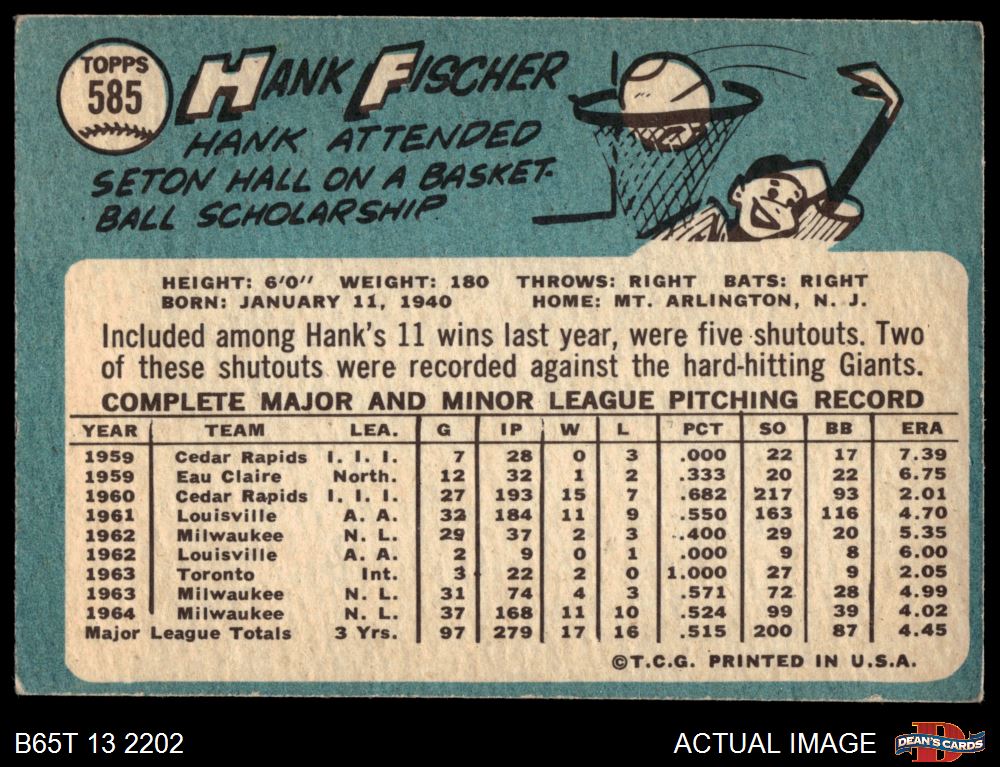 TOPPS
585
HANK FISCHER
HANK ATTENDED
SETON HALL ON A BASKET-
BALL SCHOLARSHIP
HEIGHT: 6'0" WEIGHT: 180 THROWS: RIGHT BATS: RIGHT
BORN: JANUARY 11, 1940 HOME: MT. ARLINGTON, N. J.
Included among Hank's 11 wins last year, were five shutouts. Two
of these shutouts were recorded against the hard-hitting Giants.
COMPLETE MAJOR AND MINOR LEAGUE PITCHING RECORD
YEAR TEAM LEA. G IP W L PCT SO BB ERA
1959 Cedar Rapids I. I. I. 7 28 0 3 .000 22 17 7.39
1959 Eau Claire North. 12 32 1 2 .333 20 22 6.75
1960 Cedar Rapids I. I. I. 27 193 15 7 .682 217 93 2.01
1961 Louisville A. A. 32 184 11 9 .550 163 116 4.70
1962 Milwaukee N. L. 29 37 2 3 .400 29 20 5.35
1962 Louisville A. A. 2 9 0 1 .000 9 8 6.00
1963 Toronto Int. 3 22 2 0 1.000 27 9 2.05
1963 Milwaukee N. L. 31 74 4 3 .571 72 28 4.99
1964 Milwaukee N. L. 37 168 11 10 .524 99 39 4.02
Major League Totals 3 Yrs. 97 279 17 16 .515 200 87 4.45
©T.C.G. PRINTED IN U.S.A.
B65T 13 2202
ACTUAL IMAGE
DEAN'S CARDS